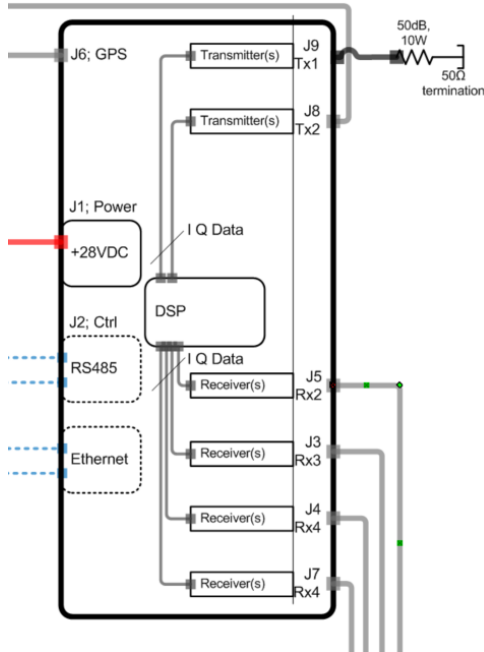 50dB,
10W
50Ω
termination
J6; GPS
Transmitter(s)
J9
Tx1
Transmitter(s)
J8
Tx2
J1; Power
+28VDC
I Q Data
DSP
J2; Ctrl
RS485
I Q Data
Receiver(s)
J5
Rx2
Ethernet
Receiver(s)
J3
Rx3
Receiver(s)
J4
Rx4
Receiver(s)
J7
Rx4